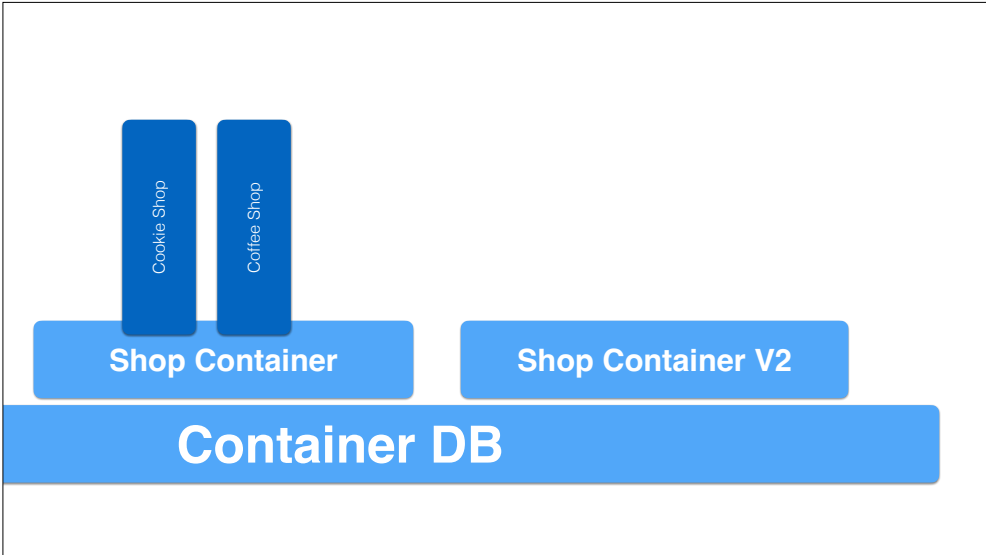 Cookie Shop
Coffee Shop
Shop Container
Shop Container V2
Container DB